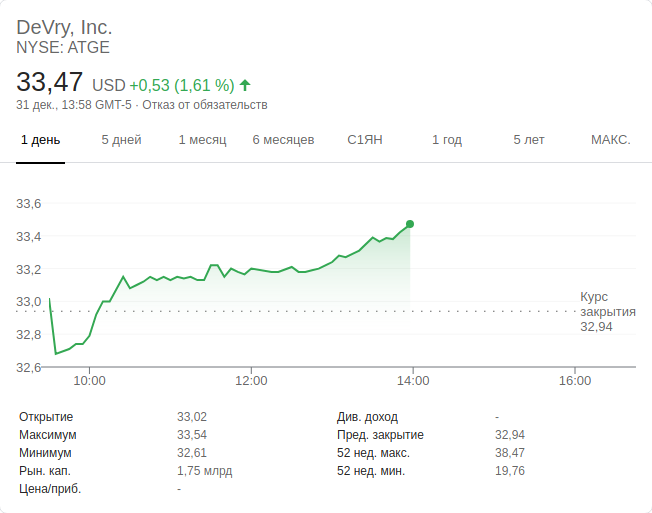 DeVry, Inc.
NYSE: ATGE
33,47 USD +0,53 (1,61 %)
31 дек., 13:58 GMT-5 · Отказ от обязательств
1 день 5 дней 1 месяц 6 месяцев С1ЯН 1 год 5 лет МАКС.
33,6
33,4
33,2
33,0
32,8
32,6
Курс
закрытия
32,94
10:00 12:00 14:00 16:00
Открытие 33,02 Див. доход -
Максимум 33,54 Пред. закрытие 32,94
Минимум 32,61 52 нед. макс. 38,47
Рын. кап. 1,75 млрд 52 нед. мин. 19,76
Цена/приб. -